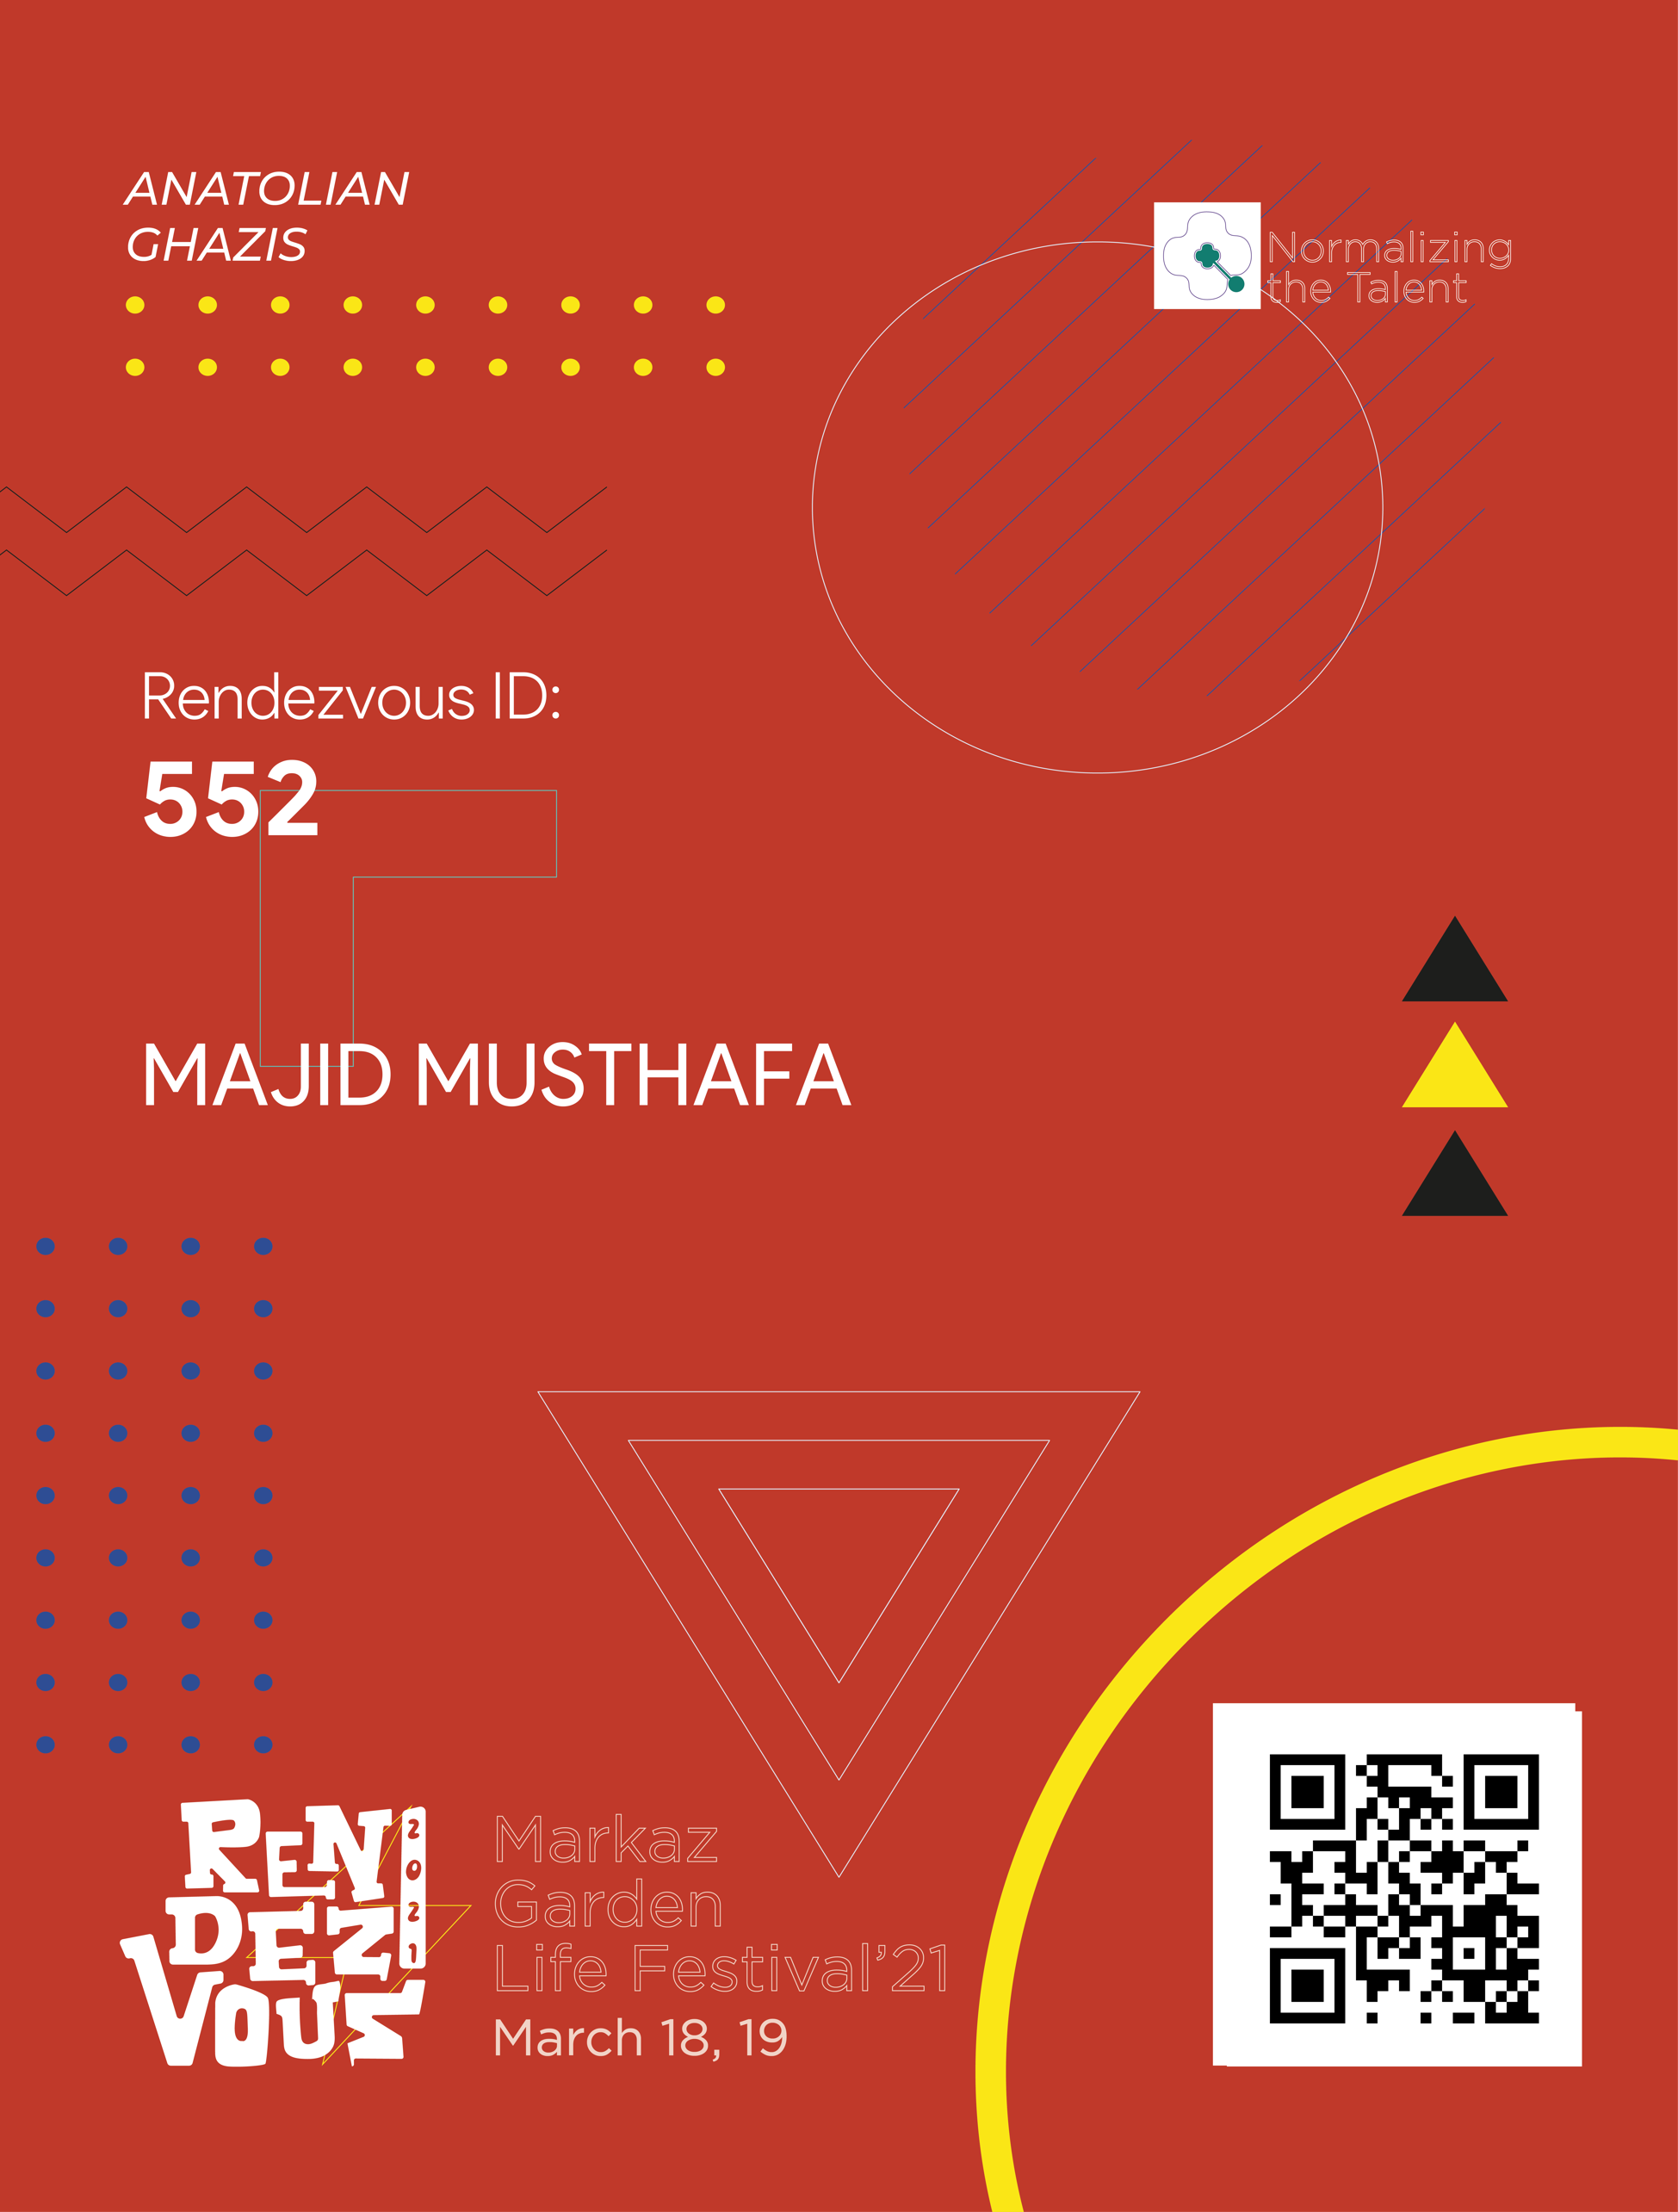 ANATOLIAN
GHAZIS
Normalizing
the Talent
Rendezvous ID:
552
MAJID MUSTHAFA
REN
DEZ
VOUS
2021
Markaz
Garden
Life Festival'21
March 18, 19